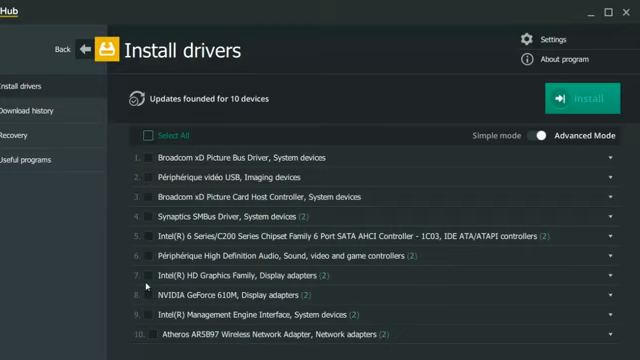 Hub
Back
Install drivers
Settings
About program
Install drivers
Download history
Recovery
Useful programs
Updates founded for 10 devices
Install
Select All
Simple mode
Advanced Mode
1. Broadcom xD Picture Bus Driver, System devices
2. Périphérique vidéo USB, Imaging devices
3. Broadcom xD Picture Card Host Controller, System devices
4. Synaptics SMBus Driver, System devices (2)
5. Intel(R) 6 Series/C200 Series Chipset Family 6 Port SATA AHCI Controller - 1C03, IDE ATA/ATAPI controllers (2)
6. Périphérique High Definition Audio, Sound, video and game controllers (2)
7. Intel(R) HD Graphics Family, Display adapters (2)
8. NVIDIA GeForce 610M, Display adapters (2)
9. Intel(R) Management Engine Interface, System devices (2)
10. Atheros AR5B97 Wireless Network Adapter, Network adapters (2)